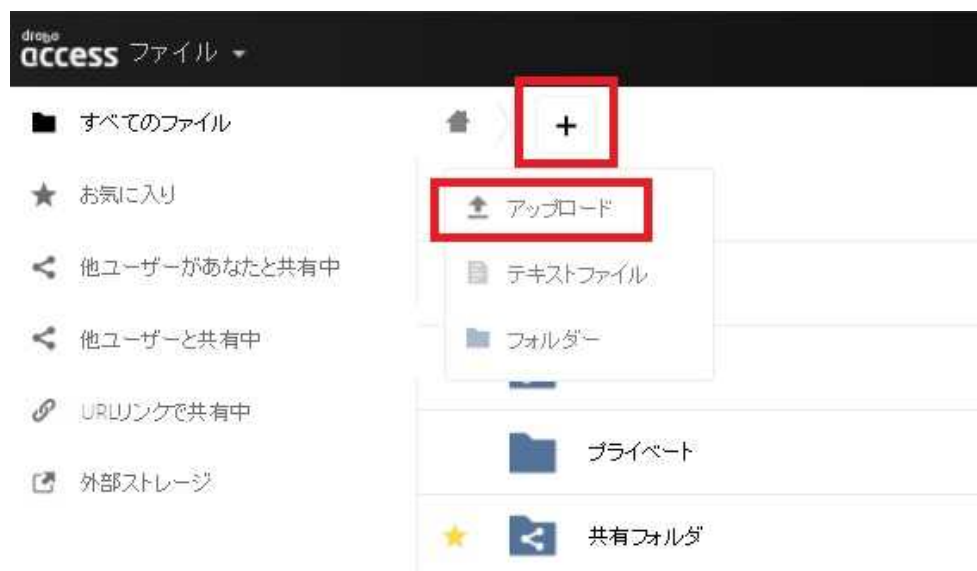 drobo
access ファイル
すべてのファイル
+
お気に入り
アップロード
他ユーザーがあなたと共有中
テキストファイル
他ユーザーと共有中
フォルダー
URLリンクで共有中
プライベート
外部ストレージ
共有フォルダ